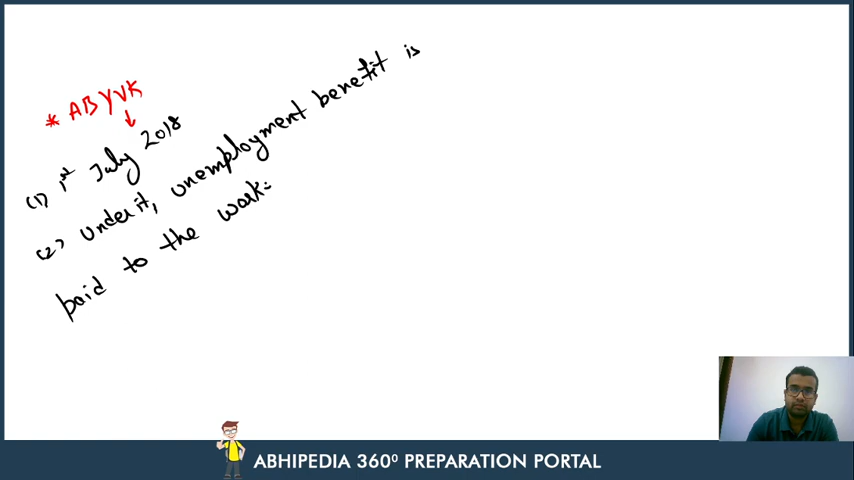 * ABYVK
↓
(1) 1st July 2018
(2) under it, unemployment benefit is
paid to the work-
ABHIPEDIA 360° PREPARATION PORTAL